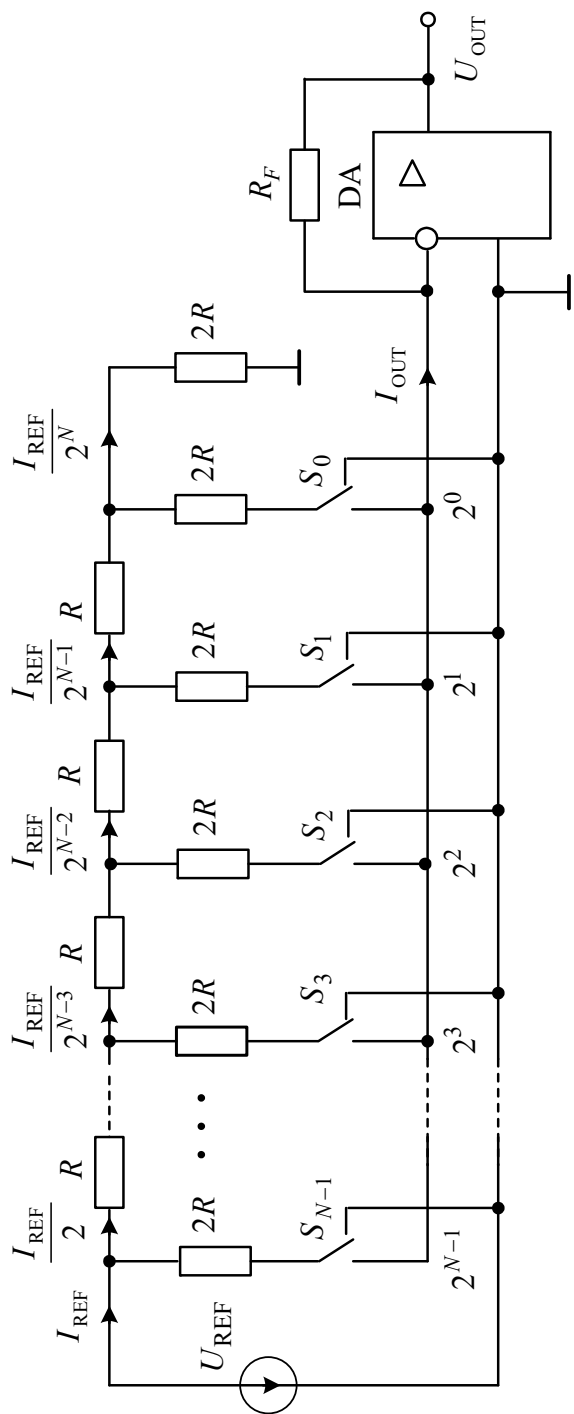 I_REF I_REF/2 I_REF/2^(N−3) I_REF/2^(N−2) I_REF/2^(N−1) I_REF/2^N
R R R R
U_REF 2R ... 2R 2R 2R 2R 2R R_F
S_(N−1) S_3 S_2 S_1 S_0 DA ▷
I_OUT
2^(N−1) 2^3 2^2 2^1 2^0 U_OUT